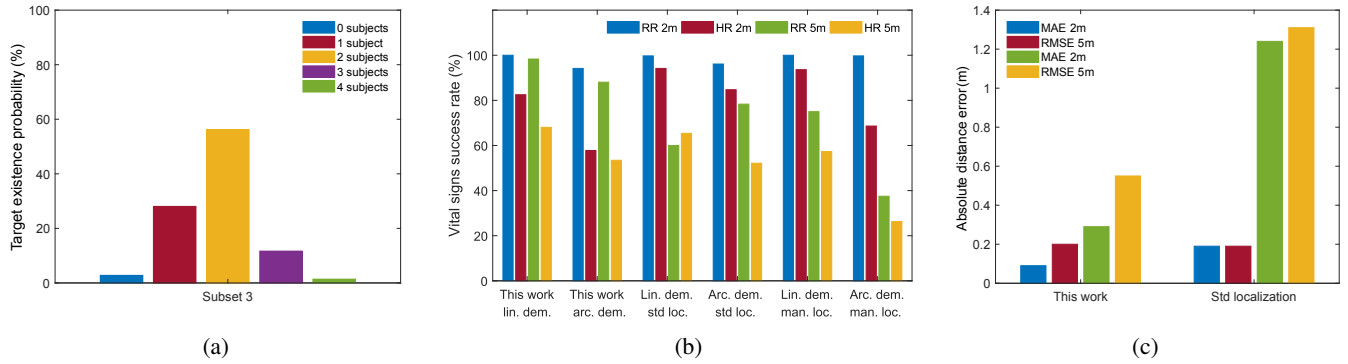 Target existence probability (%)
100
80
60
40
20
0
0 subjects
1 subject
2 subjects
3 subjects
4 subjects
Subset 3
(a)
Vital signs success rate (%)
100
80
60
40
20
0
RR 2m HR 2m RR 5m HR 5m
This work This work Lin. dem. Arc. dem. Lin. dem. Arc. dem.
lin. dem. arc. dem. std loc. std loc. man. loc. man. loc.
(b)
Absolute distance error (m)
1.4
1.2
1
0.8
0.6
0.4
0.2
0
MAE 2m
RMSE 5m
MAE 2m
RMSE 5m
This work Std localization
(c)